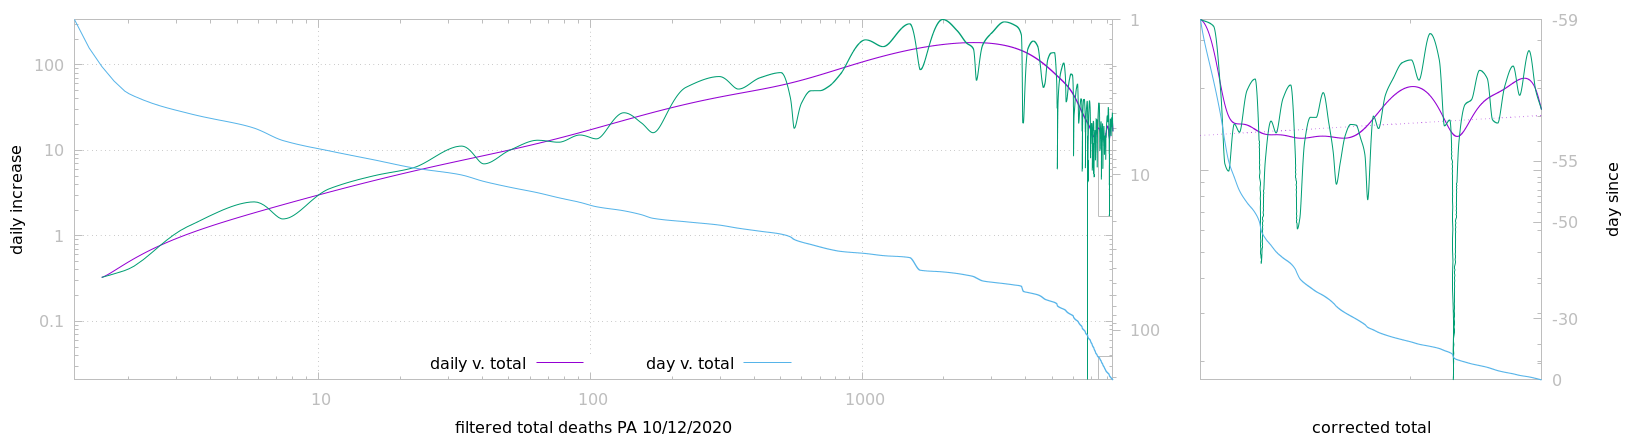 100
10
1
0.1
daily increase
1
10
100
daily v. total
day v. total
10
100
1000
filtered total deaths PA 10/12/2020
-59
-55
-50
-30
0
day since
corrected total